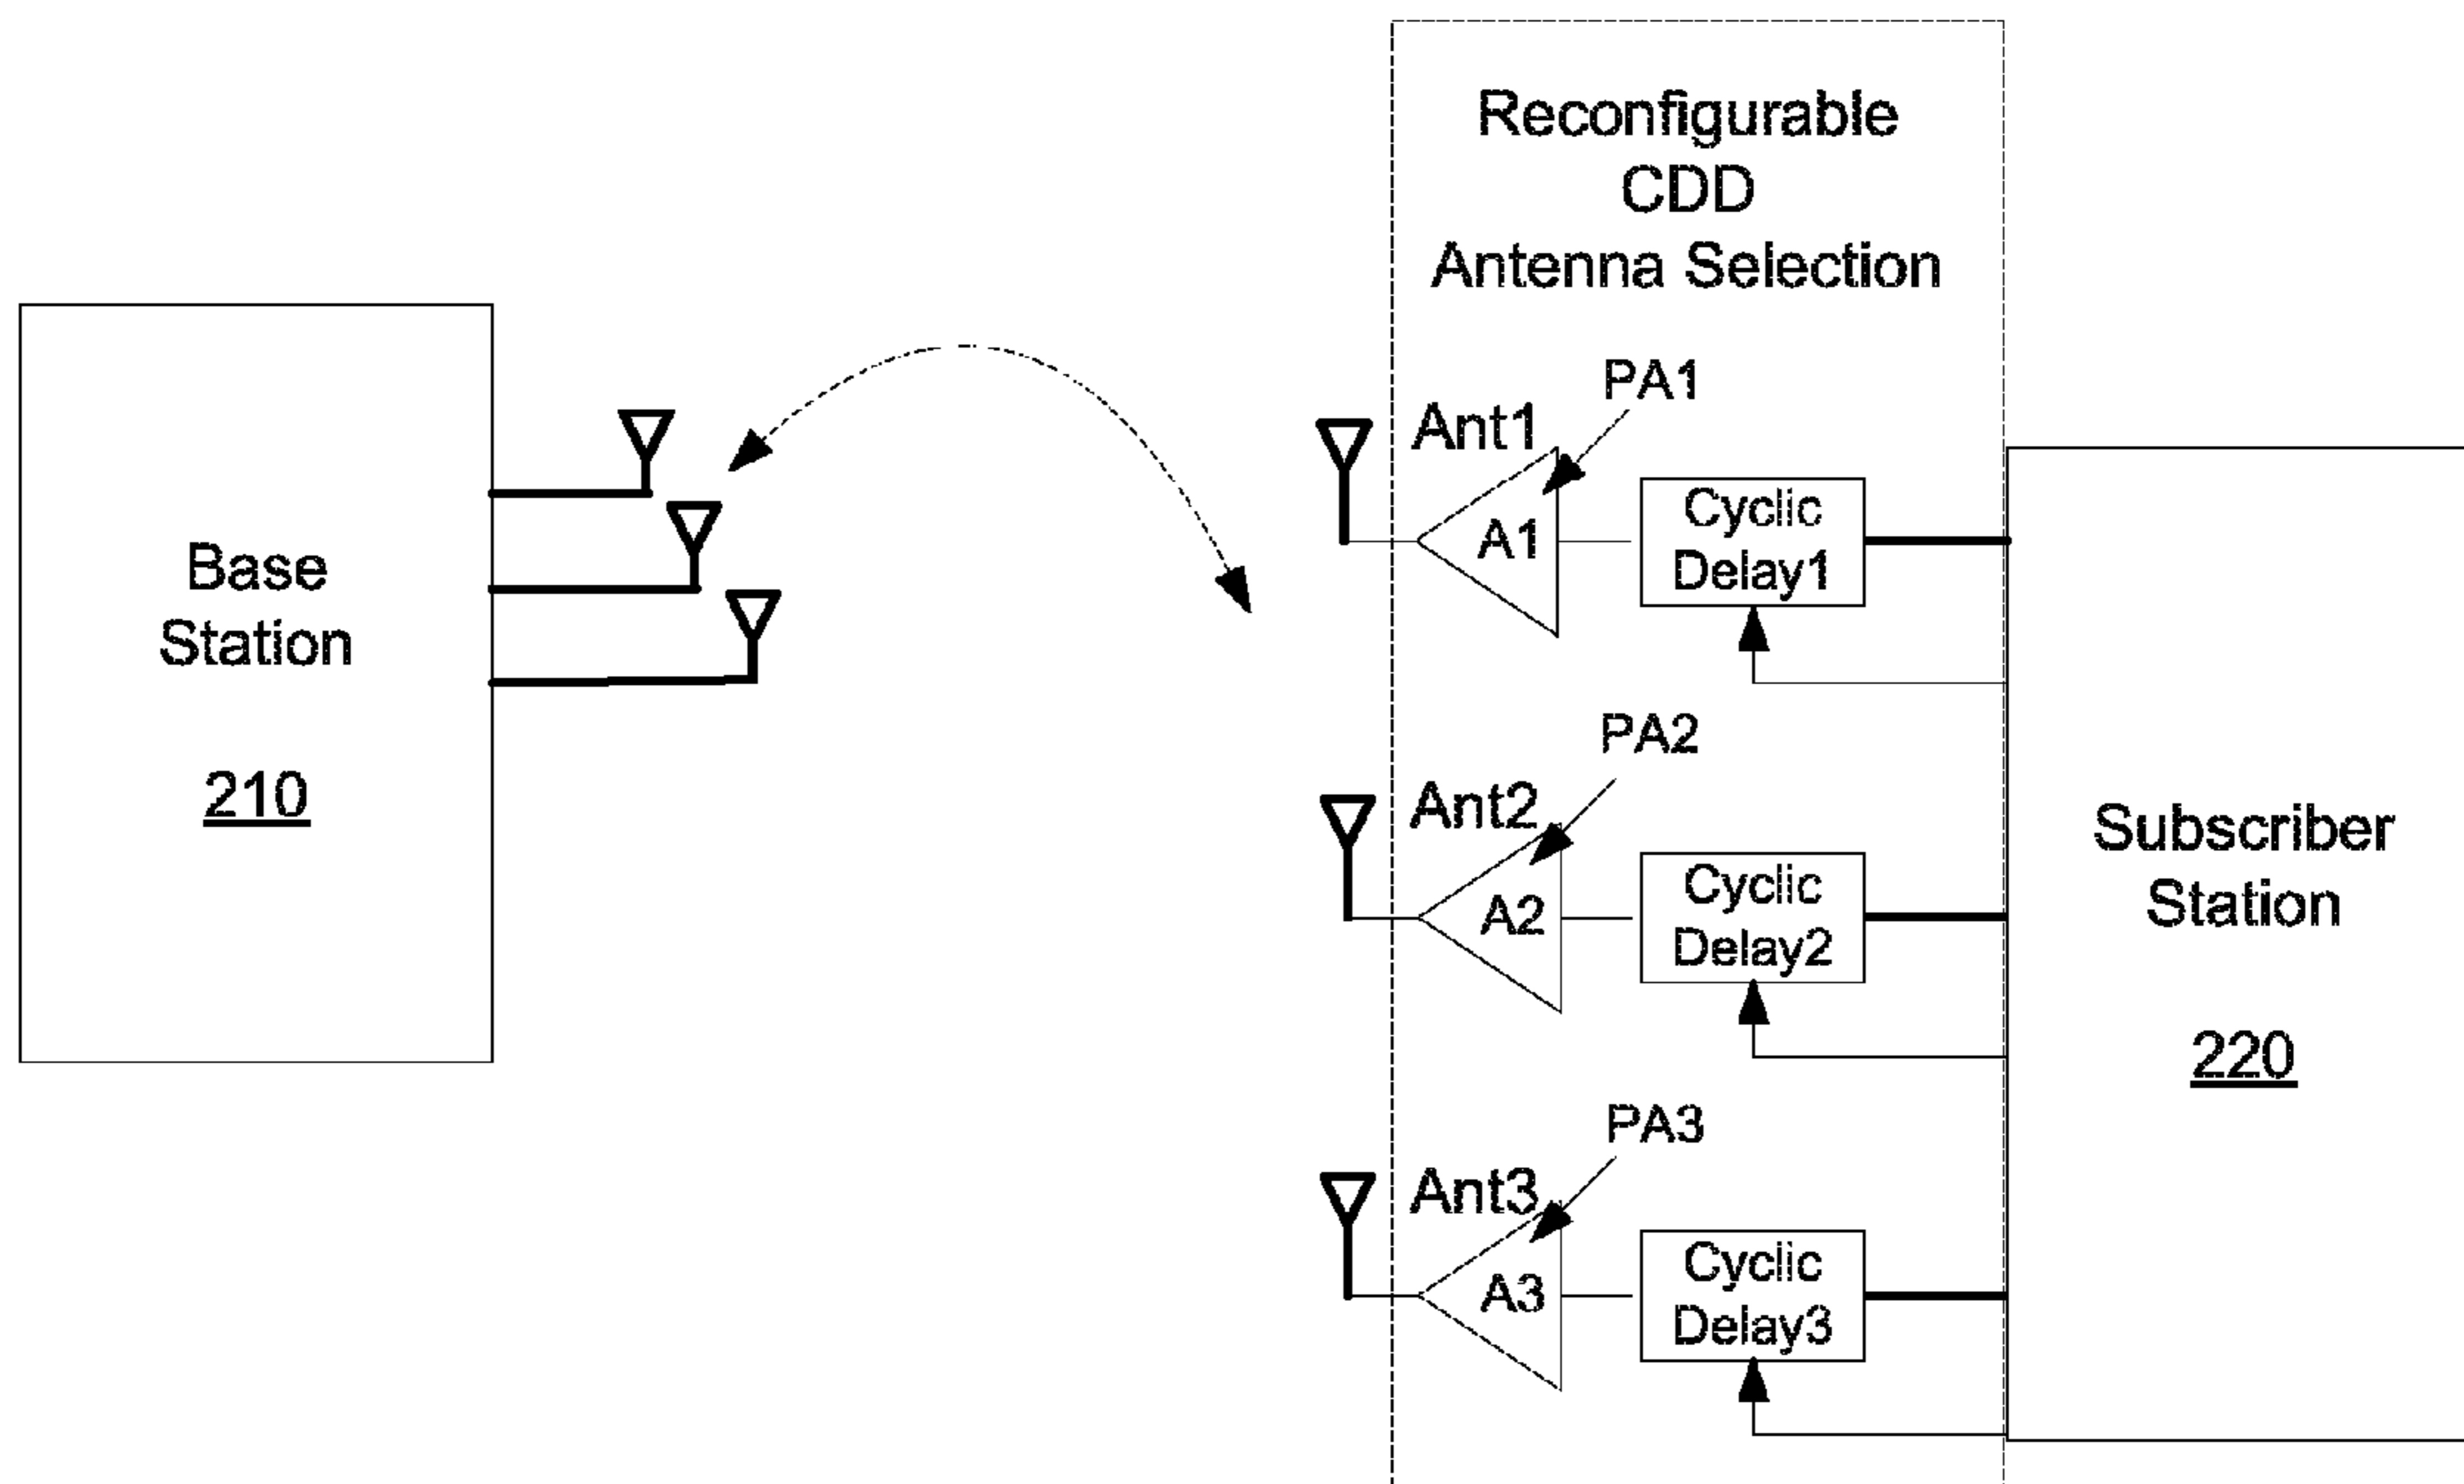 Reconfigurable
CDD
Antenna Selection
Base
Station
210
PA1
Ant1
A1
Cyclic
Delay1
PA2
Ant2
A2
Cyclic
Delay2
PA3
Ant3
A3
Cyclic
Delay3
Subscriber
Station
220